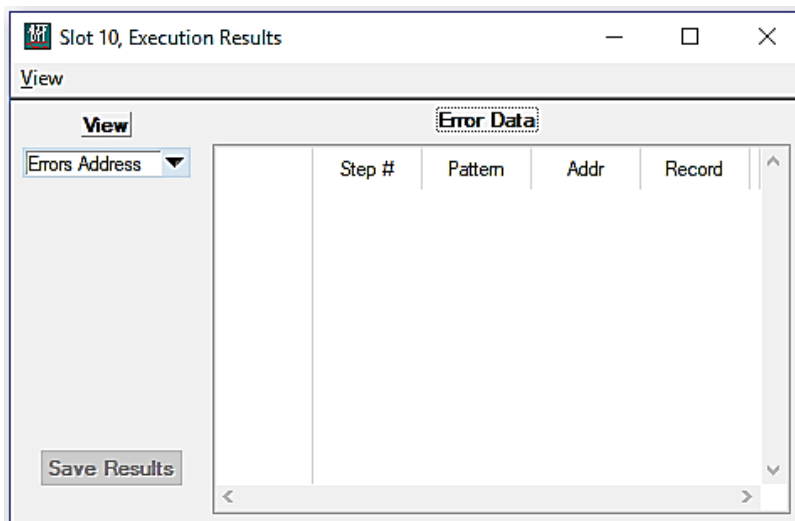 Slot 10, Execution Results
View
View
Error Data
Errors Address
Step # Pattern Addr Record
Save Results